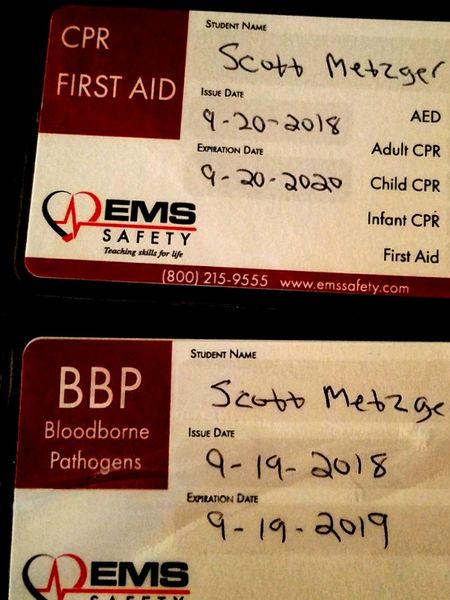 CPR
FIRST AID
STUDENT NAME
Scott Metzger
ISSUE DATE
9-20-2018
EXPIRATION DATE
9-20-2020
AED
Adult CPR
Child CPR
Infant CPR
First Aid
EMS
SAFETY
Teaching skills for life
(800) 215-9555 www.emssafety.com
BBP
Bloodborne
Pathogens
STUDENT NAME
Scott Metzge
ISSUE DATE
9-19-2018
EXPIRATION DATE
9-19-2019
EMS
SAFETY